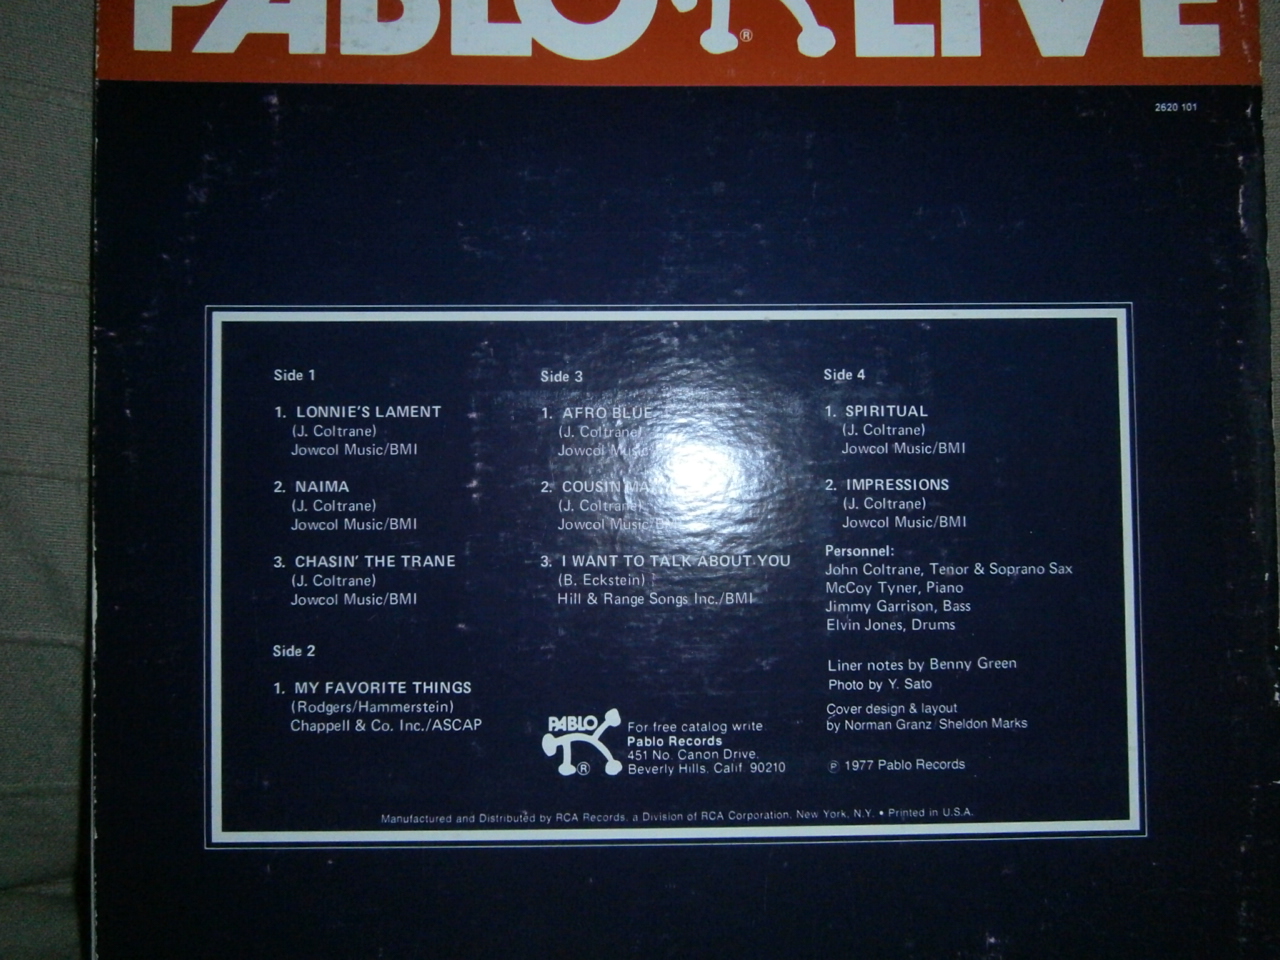 PABLO LIVE
®
2620 101
Side 1
1. LONNIE'S LAMENT
(J. Coltrane)
Jowcol Music/BMI
2. NAIMA
(J. Coltrane)
Jowcol Music/BMI
3. CHASIN' THE TRANE
(J. Coltrane)
Jowcol Music/BMI
Side 2
1. MY FAVORITE THINGS
(Rodgers/Hammerstein)
Chappell & Co. Inc./ASCAP
Side 3
1. AFRO BLUE
(J. Coltrane)
Jowcol Music
2. COUSIN
(J. Coltrane)
Jowcol Music/BMI
3. I WANT TO TALK ABOUT YOU
(B. Eckstein)
Hill & Range Songs Inc./BMI
PABLO
®
For free catalog write
Pablo Records
451 No. Canon Drive,
Beverly Hills, Calif. 90210
Side 4
1. SPIRITUAL
(J. Coltrane)
Jowcol Music/BMI
2. IMPRESSIONS
(J. Coltrane)
Jowcol Music/BMI
Personnel:
John Coltrane, Tenor & Soprano Sax
McCoy Tyner, Piano
Jimmy Garrison, Bass
Elvin Jones, Drums
Liner notes by Benny Green
Photo by Y. Sato
Cover design & layout
by Norman Granz/Sheldon Marks
℗ 1977 Pablo Records
Manufactured and Distributed by RCA Records, a Division of RCA Corporation, New York, N.Y. • Printed in U.S.A.